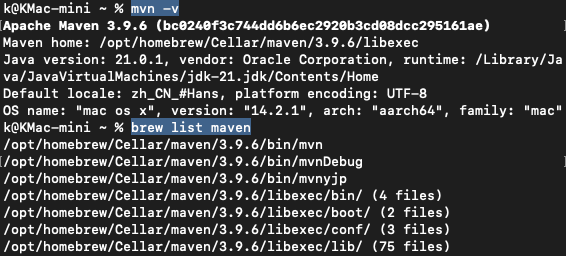 k@KMac-mini ~ % mvn -v
Apache Maven 3.9.6 (bc0240f3c744dd6b6ec2920b3cd08dcc295161ae)
Maven home: /opt/homebrew/Cellar/maven/3.9.6/libexec
Java version: 21.0.1, vendor: Oracle Corporation, runtime: /Library/Ja
va/JavaVirtualMachines/jdk-21.jdk/Contents/Home
Default locale: zh_CN_#Hans, platform encoding: UTF-8
OS name: "mac os x", version: "14.2.1", arch: "aarch64", family: "mac"
k@KMac-mini ~ % brew list maven
/opt/homebrew/Cellar/maven/3.9.6/bin/mvn
/opt/homebrew/Cellar/maven/3.9.6/bin/mvnDebug
/opt/homebrew/Cellar/maven/3.9.6/bin/mvnyjp
/opt/homebrew/Cellar/maven/3.9.6/libexec/bin/ (4 files)
/opt/homebrew/Cellar/maven/3.9.6/libexec/boot/ (2 files)
/opt/homebrew/Cellar/maven/3.9.6/libexec/conf/ (3 files)
/opt/homebrew/Cellar/maven/3.9.6/libexec/lib/ (75 files)